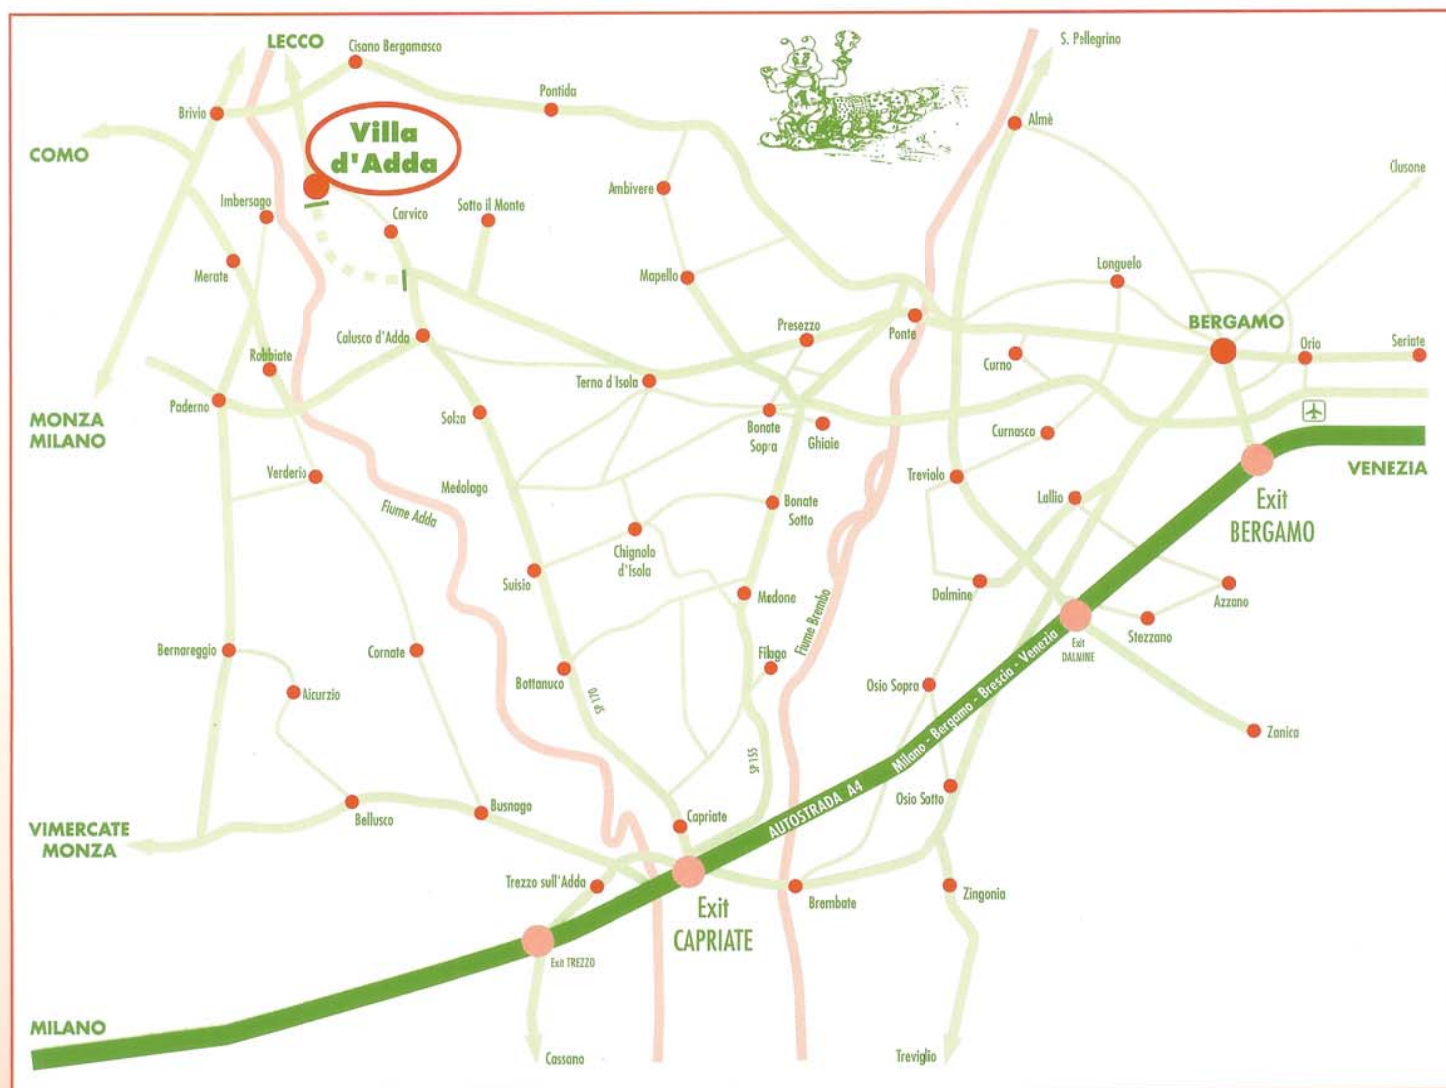 LECCO
Cisano Bergamasco
S. Pellegrino
Brivio
Pontida
Almè
Villa
d'Adda
COMO
Clusone
Ambivere
Imbersago
Carvico
Sotto il Monte
Merate
Mapello
Longuelo
BERGAMO
Presezzo
Ponte
Calusco d'Adda
Orio
Seriate
Robbiate
Curno
Terno d'Isola
Paderno
MONZA
MILANO
Solza
Bonate
Sopra
Ghiaie
Curnasco
VENEZIA
Verderio
Medolago
Treviolo
Lallio
Exit
BERGAMO
Fiume Adda
Bonate
Sotto
Chignolo
d'Isola
Suisio
Dalmine
Azzano
Medone
Fiume Brembo
Stezzano
Exit
DALMINE
Bernareggio
Cornate
Filago
Bottanuco
Osio Sopra
Aicurzio
SP 170
Zanica
SP 155
AUTOSTRADA A4
Milano - Bergamo - Brescia - Venezia
Osio Sotto
Busnago
Bellusco
Capriate
VIMERCATE
MONZA
Trezzo sull'Adda
Exit
CAPRIATE
Brembate
Zingonia
Exit TREZZO
MILANO
Cassano
Treviglio